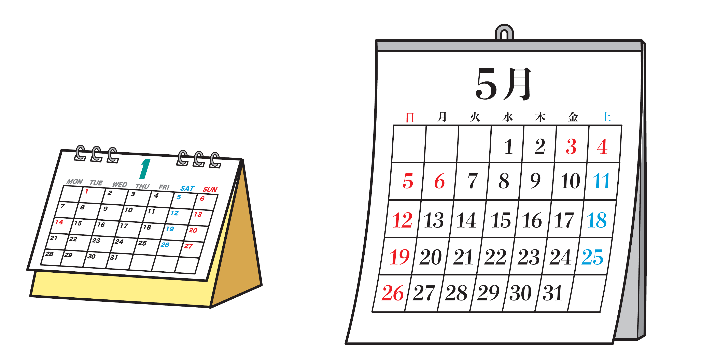 1
MON TUE WED THU FRI SAT SUN
1 2 3 4 5 6
7 8 9 10 11 12 13
14 15 16 17 18 19 20
21 22 23 24 25 26 27
28 29 30 31
5月
日 月 火 水 木 金 土
1 2 3 4
5 6 7 8 9 10 11
12 13 14 15 16 17 18
19 20 21 22 23 24 25
26 27 28 29 30 31